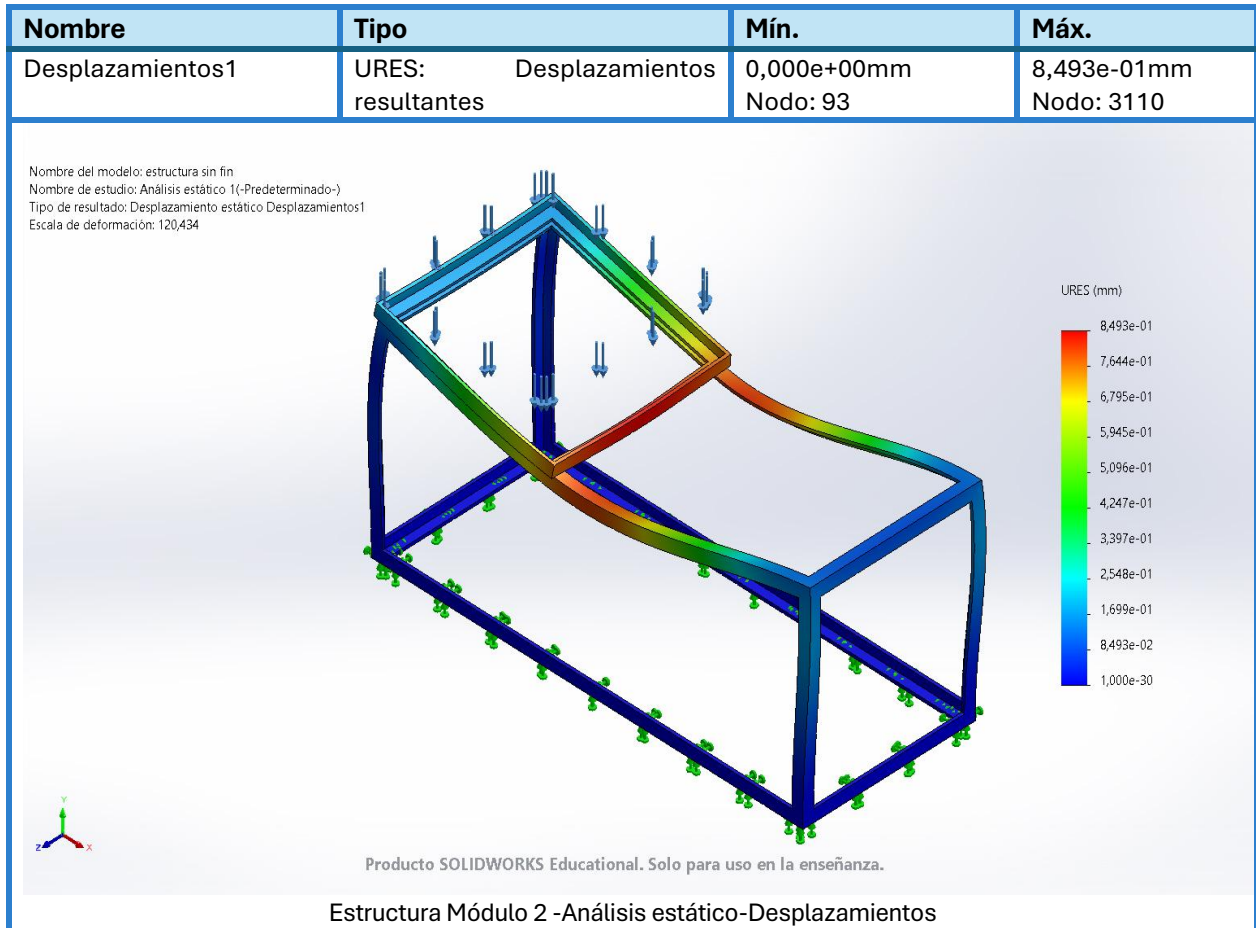 Nombre Tipo Mín. Máx.
Desplazamientos1 URES: Desplazamientos 0,000e+00mm 8,493e-01mm
resultantes Nodo: 93 Nodo: 3110
Nombre del modelo: estructura sin fin
Nombre de estudio: Análisis estático 1(-Predeterminado-)
Tipo de resultado: Desplazamiento estático Desplazamientos1
Escala de deformación: 120,434
URES (mm)
8,493e-01
7,644e-01
6,795e-01
5,945e-01
5,096e-01
4,247e-01
3,397e-01
2,548e-01
1,699e-01
8,493e-02
1,000e-30
Y
Z X
Producto SOLIDWORKS Educational. Solo para uso en la enseñanza.
Estructura Módulo 2 -Análisis estático-Desplazamientos